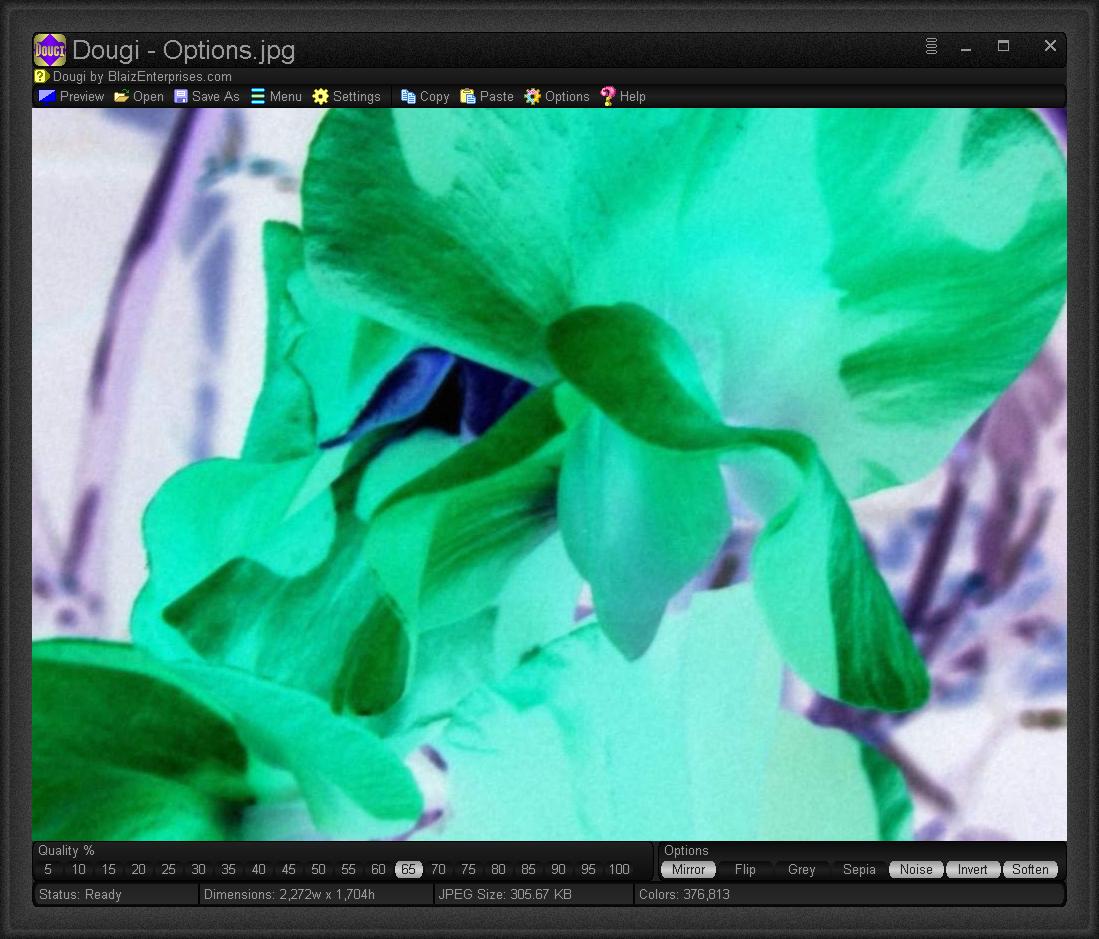 DOUGI Dougi - Options.jpg
? Dougi by BlaizEnterprises.com
Preview Open Save As Menu Settings Copy Paste Options Help
Quality %
5 10 15 20 25 30 35 40 45 50 55 60 65 70 75 80 85 90 95 100
Options
Mirror Flip Grey Sepia Noise Invert Soften
Status: Ready Dimensions: 2,272w x 1,704h JPEG Size: 305.67 KB Colors: 376,813